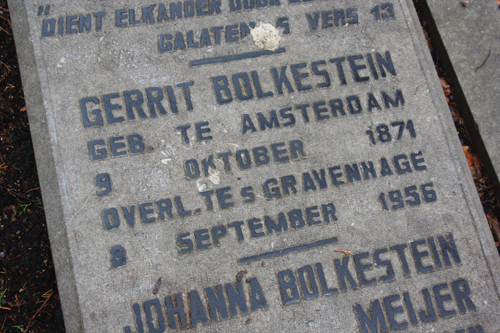 "DIENT ELKANDER DOOR
GALATEN 5 VERS 13
GERRIT BOLKESTEIN
GEB. TE AMSTERDAM
9 OKTOBER 1871
OVERL. TE S GRAVENHAGE
8 SEPTEMBER 1956
JOHANNA BOLKESTEIN
MEIJER